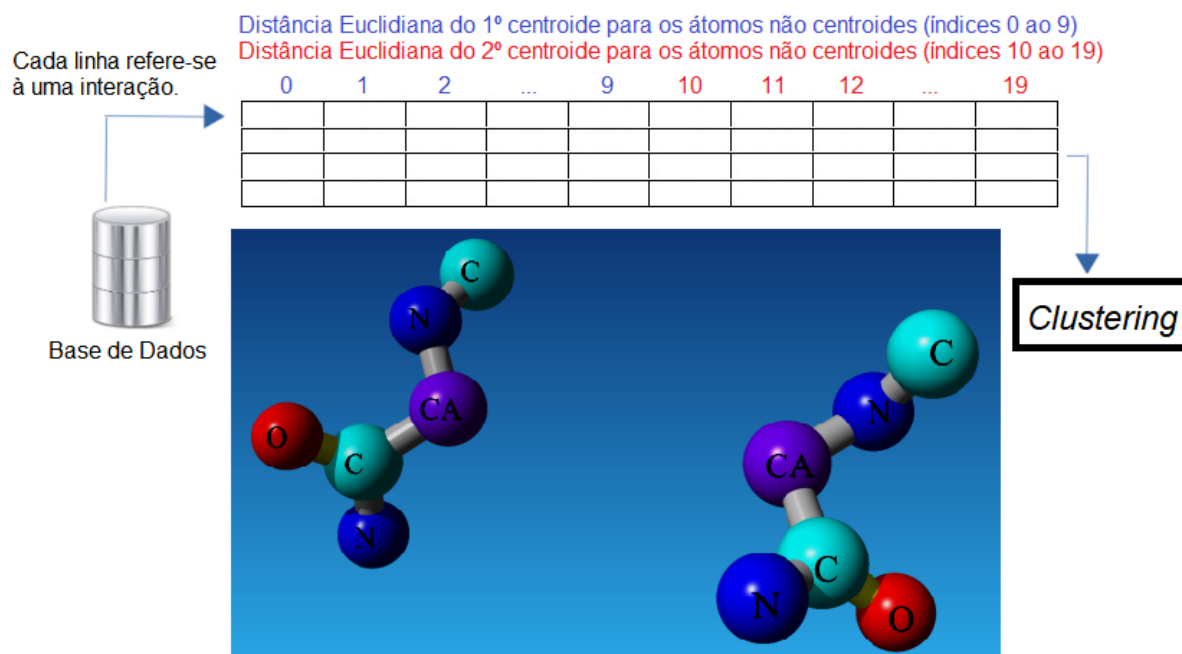 Distância Euclidiana do 1º centroide para os átomos não centroides (índices 0 ao 9)
Distância Euclidiana do 2º centroide para os átomos não centroides (índices 10 ao 19)
Cada linha refere-se
à uma interação.
0 1 2 ... 9 10 11 12 ... 19
Base de Dados
Clustering
C
N
CA
O
C
N
C
N
CA
C
N
O